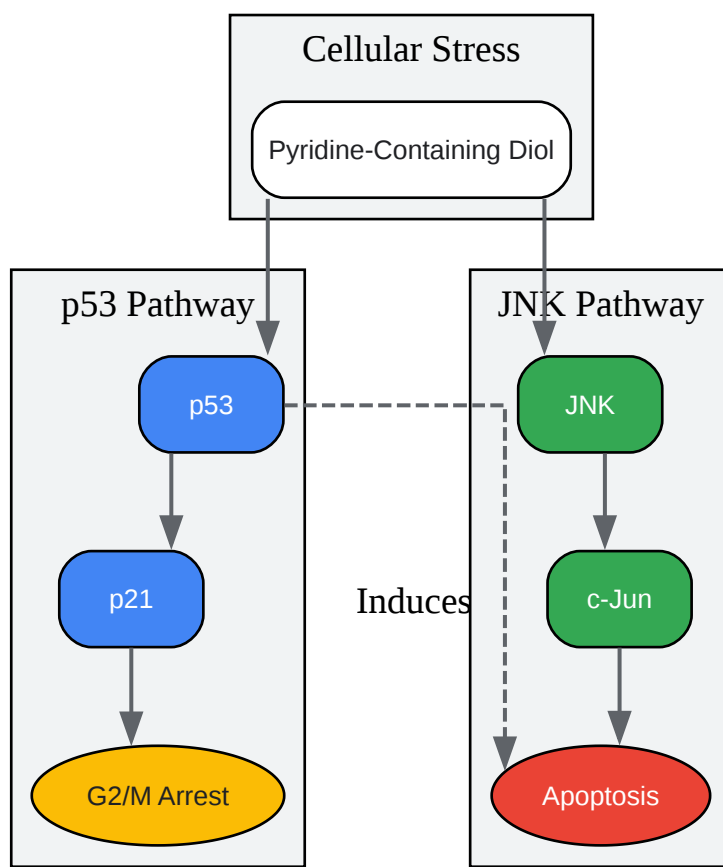 Cellular Stress
Pyridine-Containing Diol
p53 Pathway
JNK Pathway
p53
JNK
p21
Induces
c-Jun
G2/M Arrest
Apoptosis